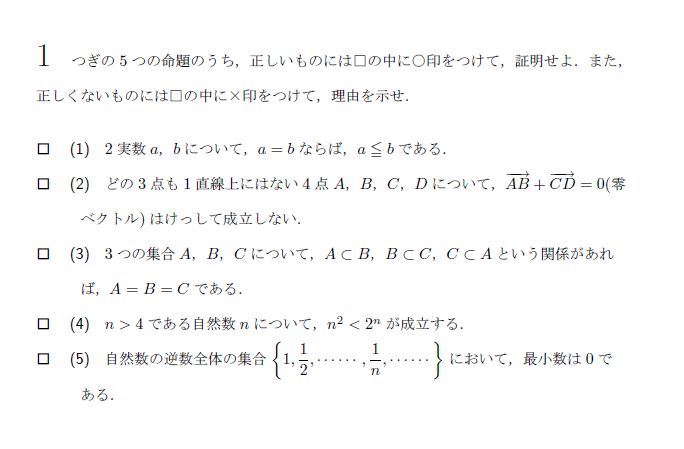 1 つぎの 5 つの命題のうち，正しいものには□の中に○印をつけて，証明せよ．また，
正しくないものには□の中に×印をつけて，理由を示せ．
□ (1) 2 実数 a，b について，a = b ならば，a ≦ b である．
□ (2) どの 3 点も 1 直線上にはない 4 点 A，B，C，D について，$\overrightarrow{AB} + \overrightarrow{CD} = 0$(零
ベクトル) はけっして成立しない．
□ (3) 3 つの集合 A，B，C について，A ⊂ B，B ⊂ C，C ⊂ A という関係があれ
ば，A = B = C である．
□ (4) n > 4 である自然数 n について，$n^2 < 2^n$ が成立する．
□ (5) 自然数の逆数全体の集合 $\left\{1, \frac{1}{2}, \cdots\cdots, \frac{1}{n}, \cdots\cdots\right\}$ において，最小数は 0 で
ある．